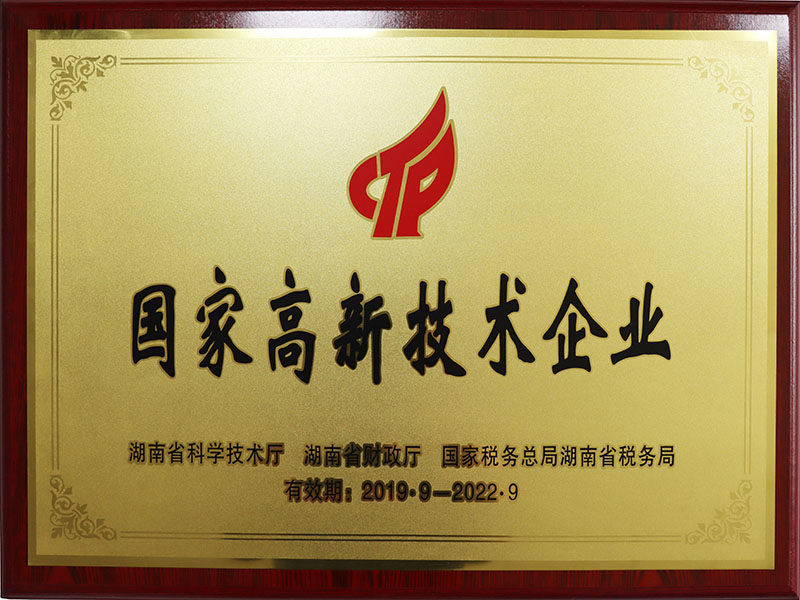 CTP
国家高新技术企业
湖南省科学技术厅 湖南省财政厅 国家税务总局湖南省税务局
有效期：2019·9—2022·9